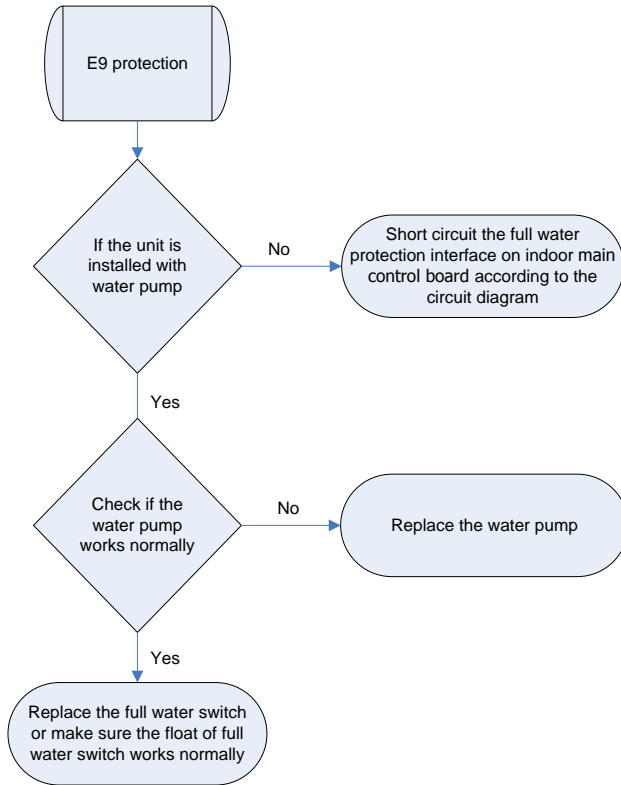 E9 protection
If the unit is
installed with
water pump
No
Short circuit the full water
protection interface on indoor main
control board according to the
circuit diagram
Yes
Check if the
water pump
works normally
No
Replace the water pump
Yes
Replace the full water switch
or make sure the float of full
water switch works normally